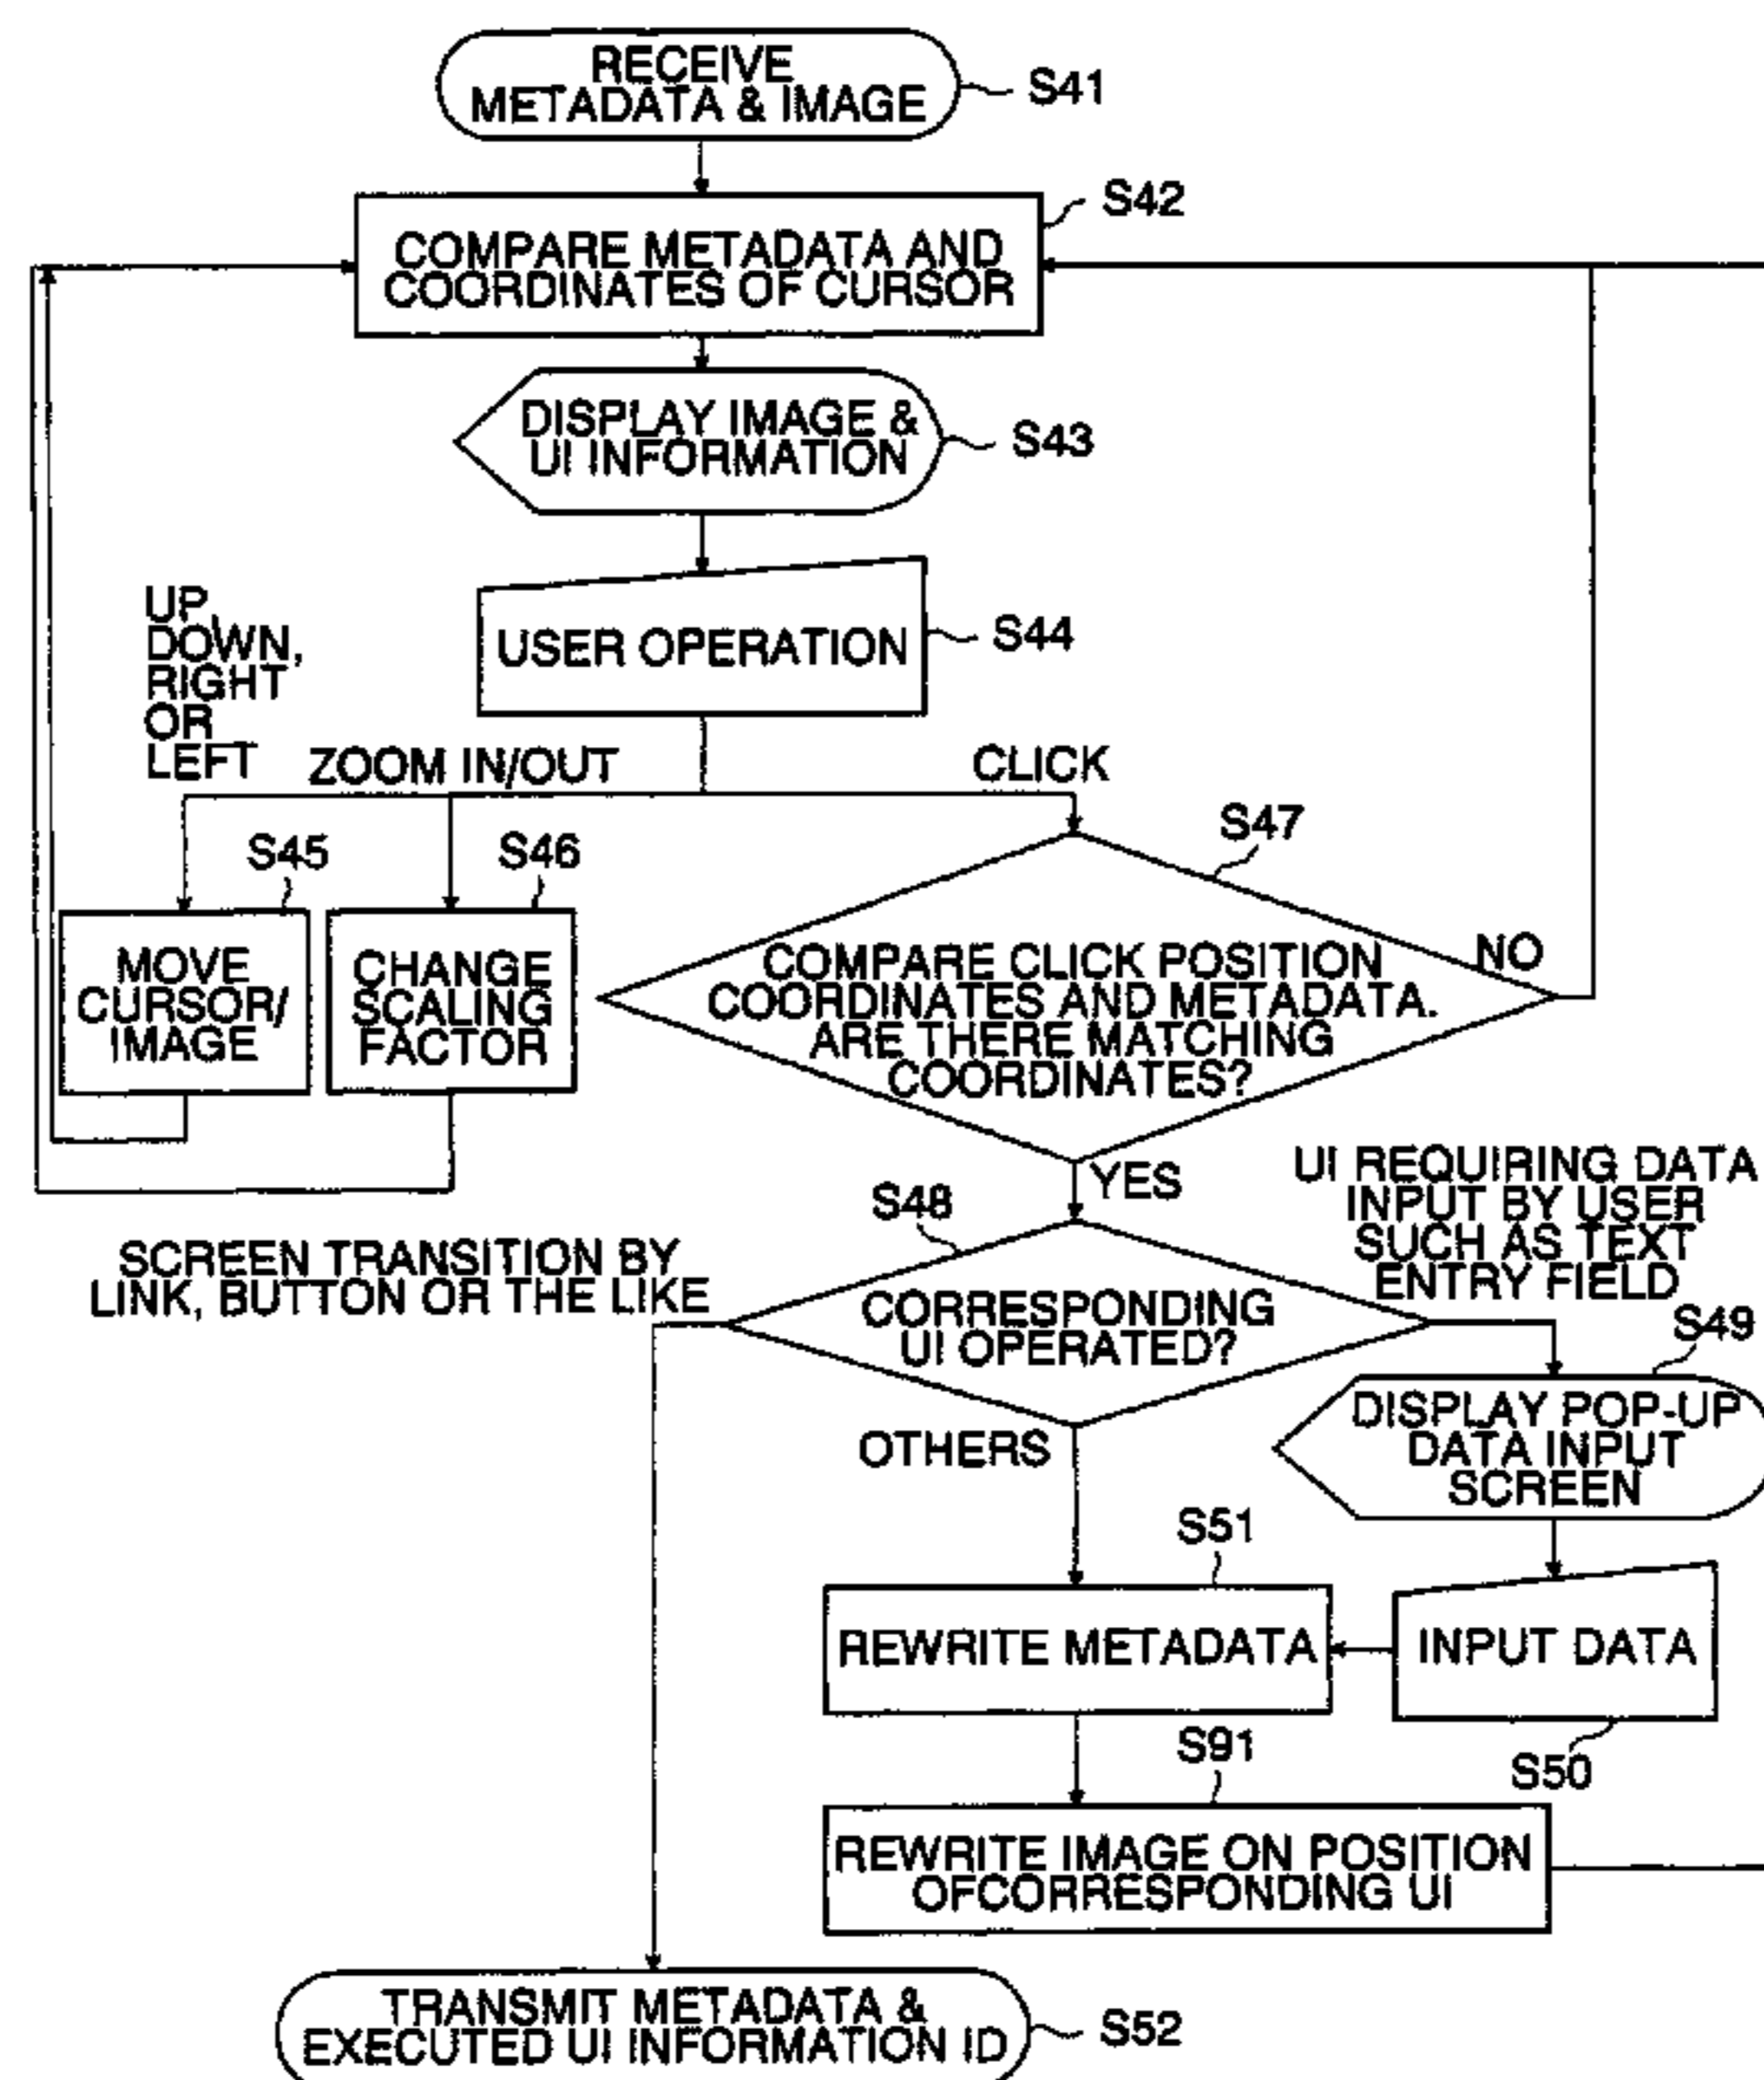 RECEIVE
METADATA & IMAGE
S41
S42
COMPARE METADATA AND
COORDINATES OF CURSOR
DISPLAY IMAGE &
UI INFORMATION
S43
USER OPERATION
S44
UP,
DOWN,
RIGHT
OR
LEFT
ZOOM IN/OUT
CLICK
S45
S46
S47
MOVE
CURSOR/
IMAGE
CHANGE
SCALING
FACTOR
COMPARE CLICK POSITION
COORDINATES AND METADATA.
ARE THERE MATCHING
COORDINATES?
NO
YES
S48
UI REQUIRING DATA
INPUT BY USER
SUCH AS TEXT
ENTRY FIELD
SCREEN TRANSITION BY
LINK, BUTTON OR THE LIKE
CORRESPONDING
UI OPERATED?
S49
OTHERS
DISPLAY POP-UP
DATA INPUT
SCREEN
S51
REWRITE METADATA
INPUT DATA
S50
S91
REWRITE IMAGE ON POSITION
OFCORRESPONDING UI
TRANSMIT METADATA &
EXECUTED UI INFORMATION ID
S52